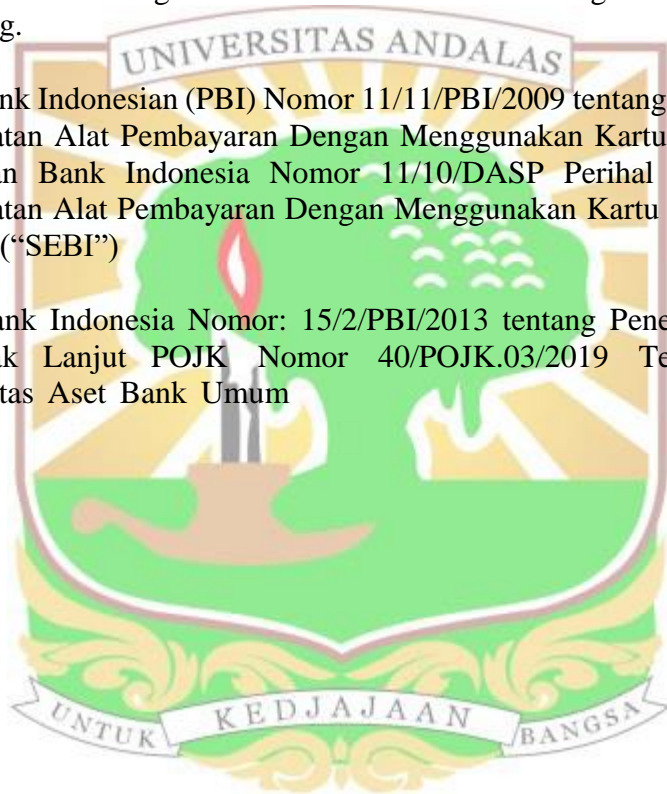 g.
UNIVERSITAS ANDALAS
nk Indonesian (PBI) Nomor 11/11/PBI/2009 tentang
atan Alat Pembayaran Dengan Menggunakan Kartu
an Bank Indonesia Nomor 11/10/DASP Perihal
atan Alat Pembayaran Dengan Menggunakan Kartu
(“SEBI”)
ank Indonesia Nomor: 15/2/PBI/2013 tentang Pene
ak Lanjut POJK Nomor 40/POJK.03/2019 Te
itas Aset Bank Umum
UNTUK KEDJAJAAN BANGSA